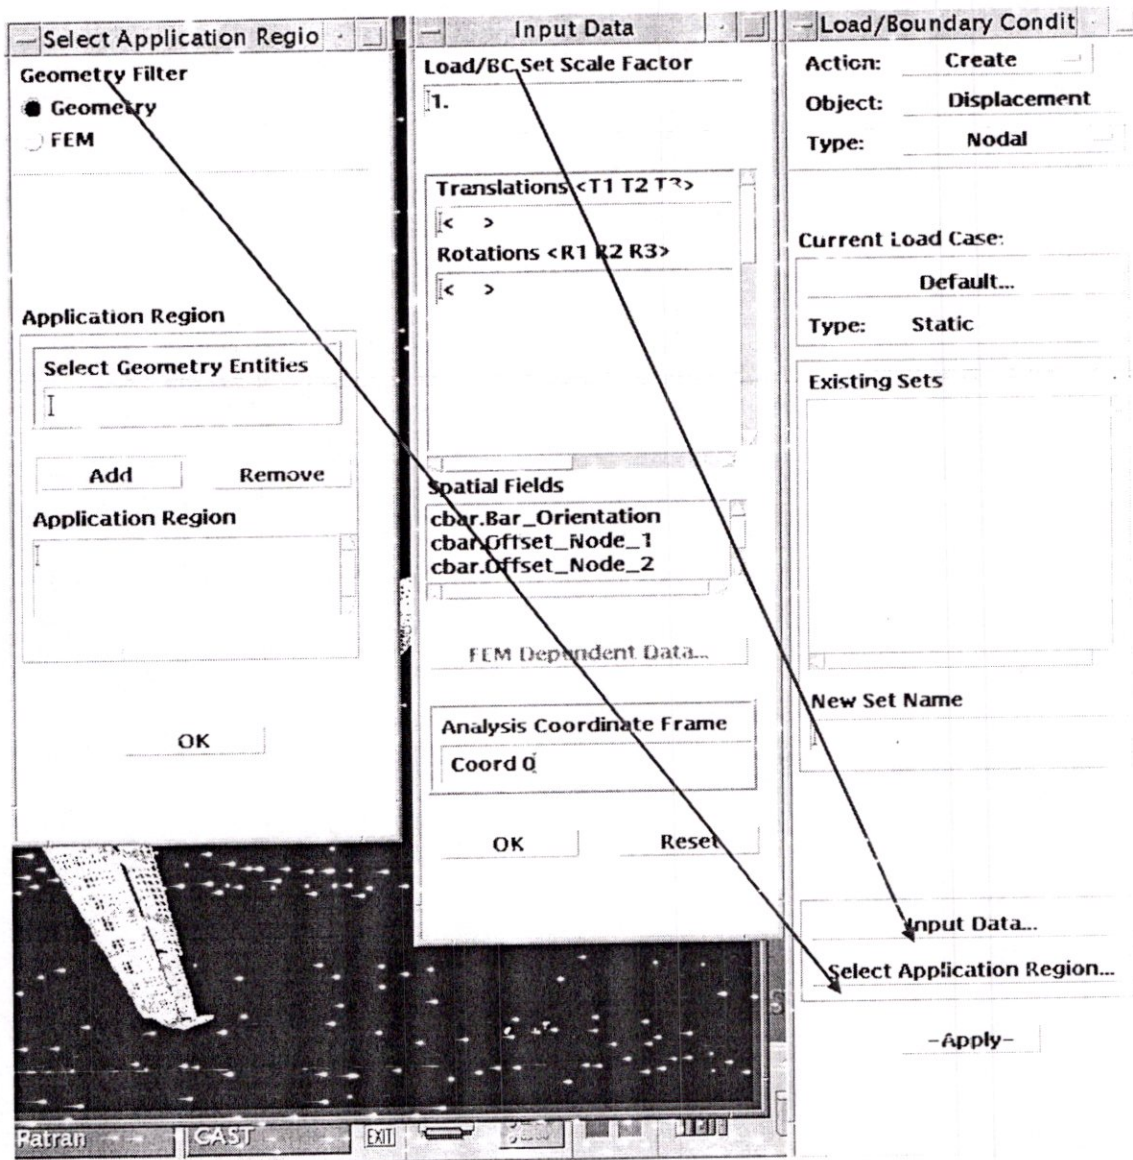 Select Application Regio
Geometry Filter
Geometry
FEM
Application Region
Select Geometry Entities
Add Remove
Application Region
OK
Input Data
Load/BC Set Scale Factor
1.
Translations <T1 T2 T3>
< >
Rotations <R1 R2 R3>
< >
Spatial Fields
cbar.Bar_Orientation
cbar.Offset_Node_1
cbar.Offset_Node_2
FEM Dependent Data...
Analysis Coordinate Frame
Coord 0
OK Reset
Load/Boundary Condit
Action: Create
Object: Displacement
Type: Nodal
Current Load Case:
Default...
Type: Static
Existing Sets
New Set Name
Input Data...
Select Application Region...
-Apply-
Patran
CAST
EXIT